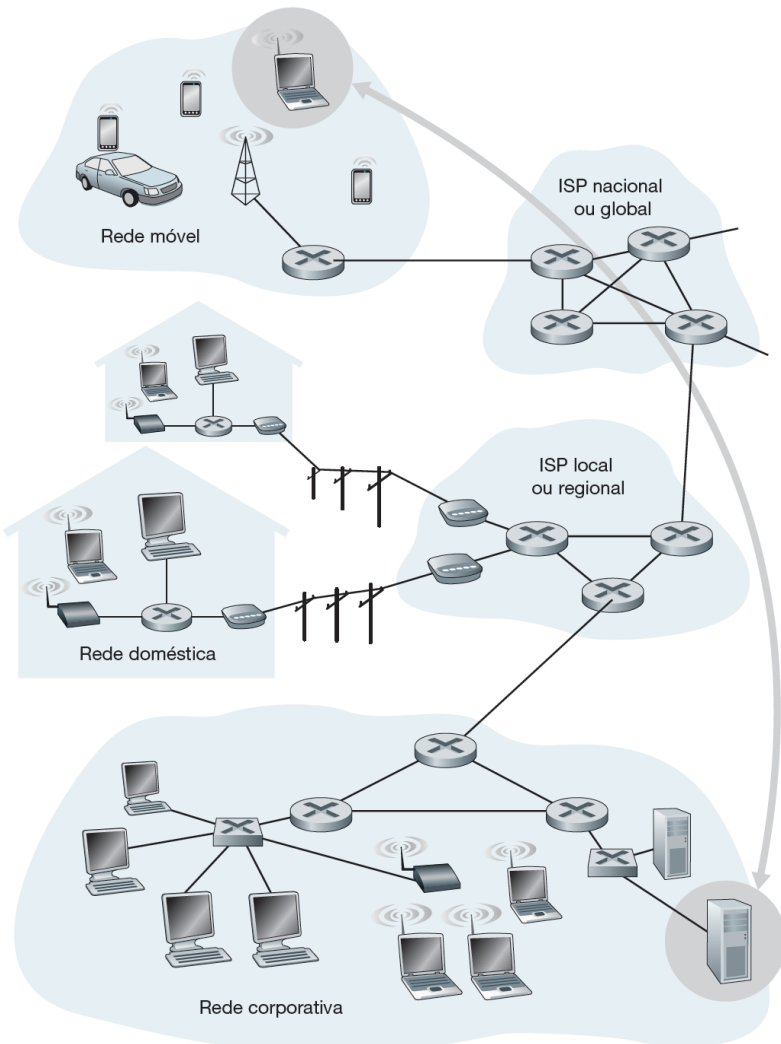 ISP nacional
ou global
Rede móvel
ISP local
ou regional
Rede doméstica
Rede corporativa